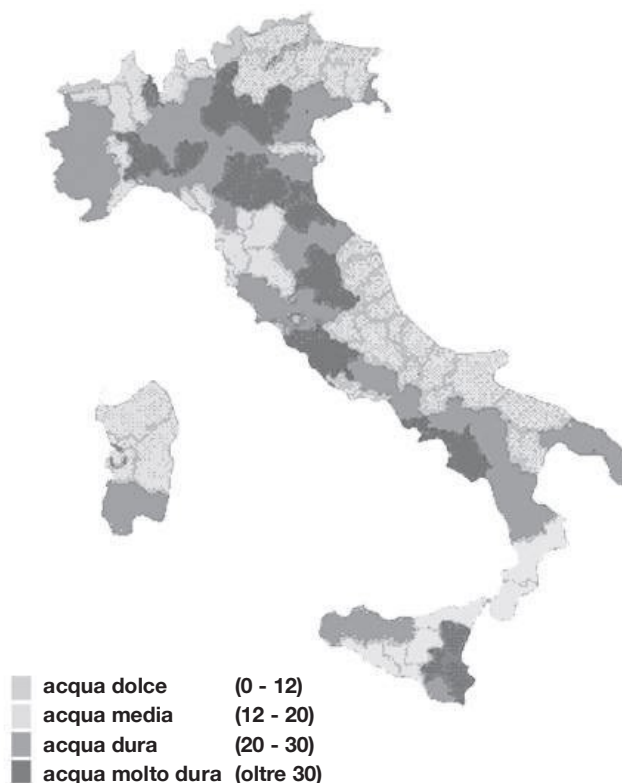 acqua dolce (0 - 12)
acqua media (12 - 20)
acqua dura (20 - 30)
acqua molto dura (oltre 30)